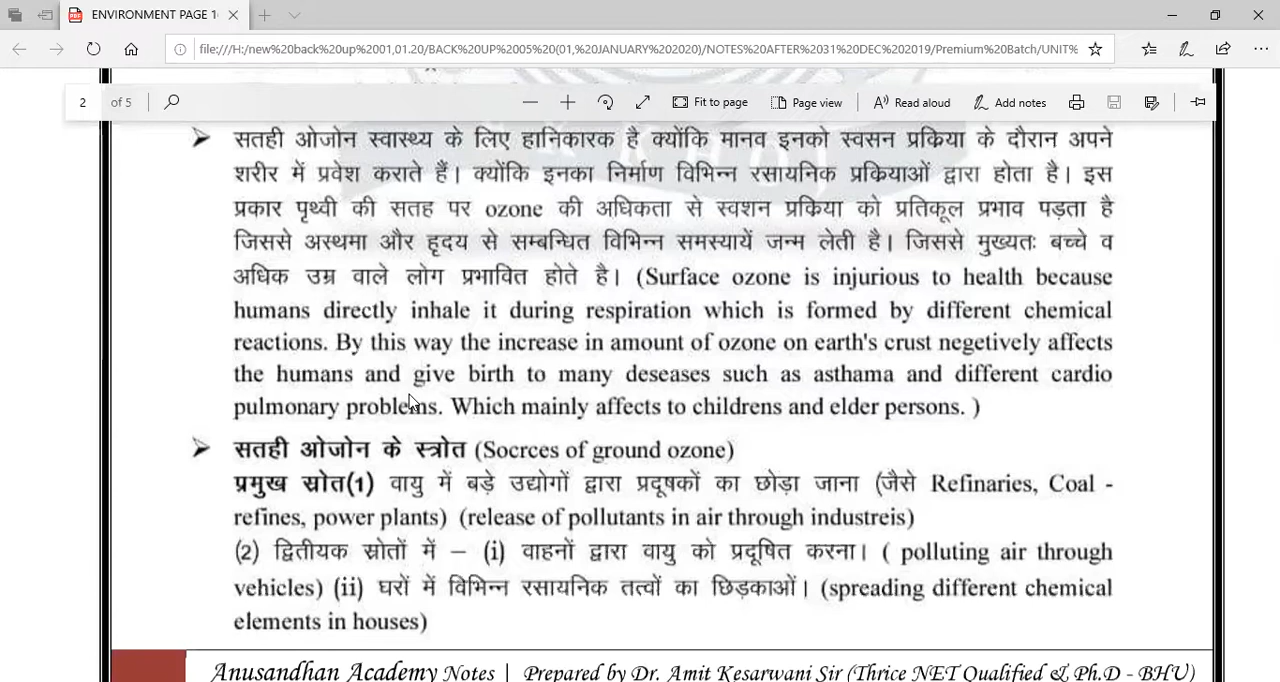 ENVIRONMENT PAGE 1
file:///H:/new%20back%20up%2001,01.20/BACK%20UP%2005%20(01,%20JANUARY%202020)/NOTES%20AFTER%2031%20DEC%202019/Premium%20Batch/UNIT%
2 of 5
Fit to page
Page view
Read aloud
Add notes
➤ सतही ओजोन स्वास्थ्य के लिए हानिकारक है क्योंकि मानव इनको स्वसन प्रकिया के दौरान अपने
शरीर में प्रवेश कराते हैं। क्योंकि इनका निर्माण विभिन्न रसायनिक प्रकियाओं द्वारा होता है। इस
प्रकार पृथ्वी की सतह पर ozone की अधिकता से स्वशन प्रकिया को प्रतिकूल प्रभाव पड़ता है
जिससे अस्थमा और हृदय से सम्बन्धित विभिन्न समस्यायें जन्म लेती है। जिससे मुख्यतः बच्चे व
अधिक उम्र वाले लोग प्रभावित होते है। (Surface ozone is injurious to health because
humans directly inhale it during respiration which is formed by different chemical
reactions. By this way the increase in amount of ozone on earth's crust negetively affects
the humans and give birth to many deseases such as asthama and different cardio
pulmonary problems. Which mainly affects to childrens and elder persons. )
➤ सतही ओजोन के स्त्रोत (Socrces of ground ozone)
प्रमुख स्रोत(1) वायु में बड़े उद्योगों द्वारा प्रदूषकों का छोड़ा जाना (जैसे Refinaries, Coal -
refines, power plants) (release of pollutants in air through industreis)
(2) द्वितीयक स्रोतों में – (i) वाहनों द्वारा वायु को प्रदूषित करना। ( polluting air through
vehicles) (ii) घरों में विभिन्न रसायनिक तत्वों का छिड़काओं। (spreading different chemical
elements in houses)
Anusandhan Academy Notes | Prepared by Dr. Amit Kesarwani Sir (Thrice NET Qualified & Ph.D - BHU)